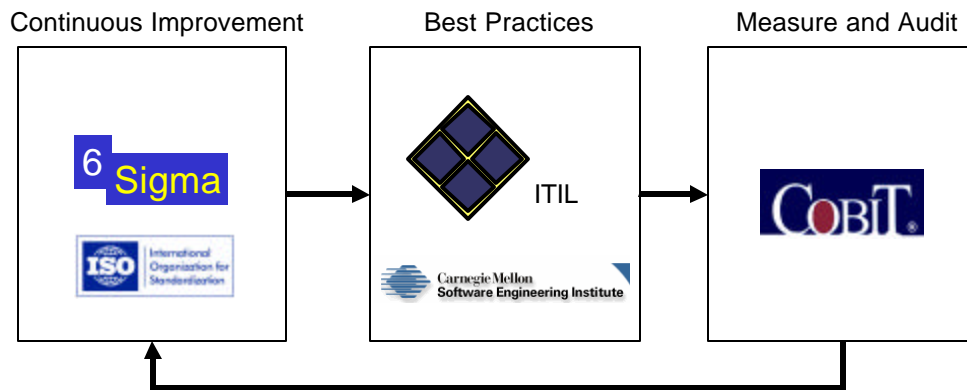 Continuous Improvement
Best Practices
Measure and Audit
6
Sigma
ISO
International
Organization for
Standardization
ITIL
Carnegie Mellon
Software Engineering Institute
COBIT®